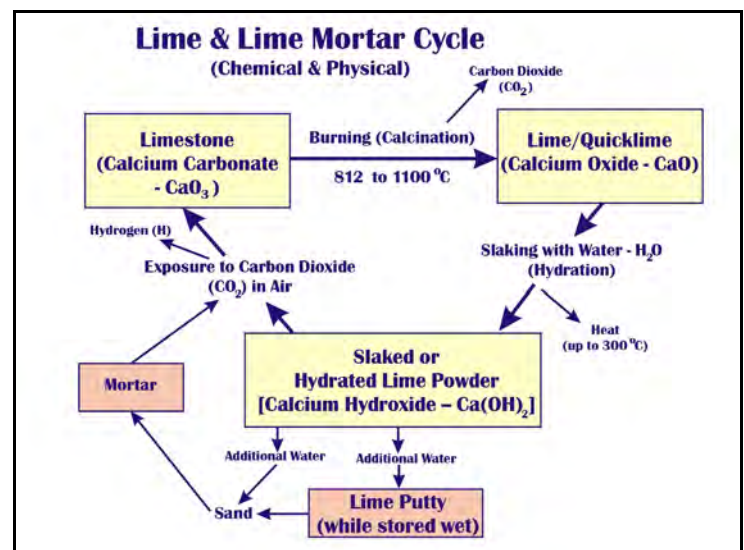 Lime & Lime Mortar Cycle
(Chemical & Physical)
Carbon Dioxide
(CO₂)
Limestone
(Calcium Carbonate
- CaO₃ )
Burning (Calcination)
812 to 1100 ⁰C
Lime/Quicklime
(Calcium Oxide - CaO)
Hydrogen (H)
Exposure to Carbon Dioxide
(CO₂) in Air
Slaking with Water - H₂O
(Hydration)
Heat
(up to 300 ⁰C)
Slaked or
Hydrated Lime Powder
[Calcium Hydroxide – Ca(OH)₂]
Mortar
Additional Water
Additional Water
Sand
Lime Putty
(while stored wet)